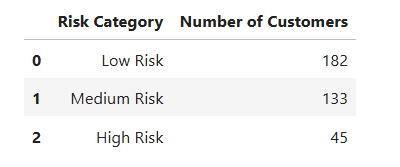 Risk Category Number of Customers
0 Low Risk 182
1 Medium Risk 133
2 High Risk 45